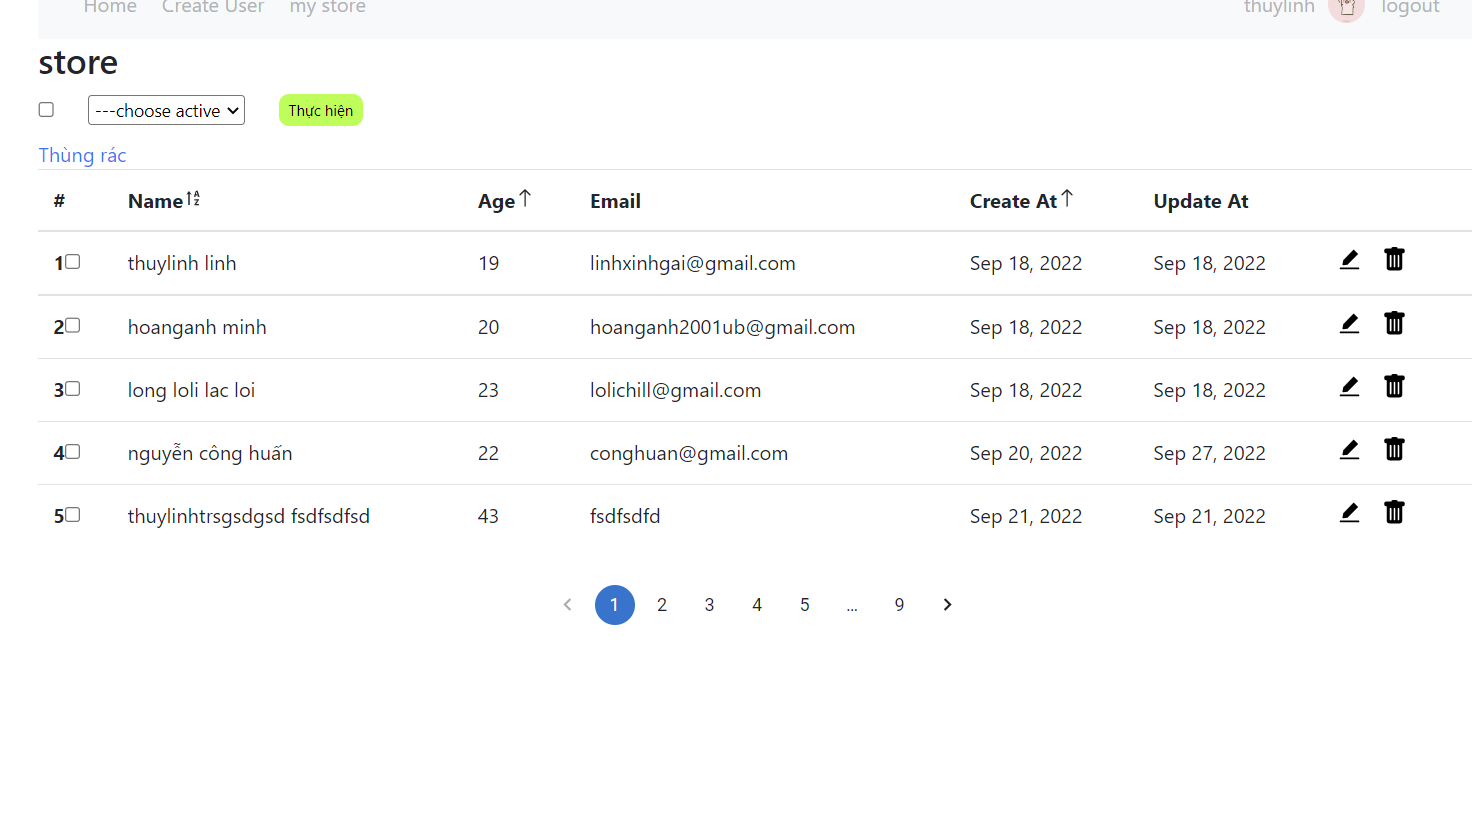 Home Create User my store thuylinh logout
store
---choose active Thực hiện
Thùng rác
# Name Age Email Create At Update At
1 thuylinh linh 19 linhxinhgai@gmail.com Sep 18, 2022 Sep 18, 2022
2 hoanganh minh 20 hoanganh2001ub@gmail.com Sep 18, 2022 Sep 18, 2022
3 long loli lac loi 23 lolichill@gmail.com Sep 18, 2022 Sep 18, 2022
4 nguyễn công huấn 22 conghuan@gmail.com Sep 20, 2022 Sep 27, 2022
5 thuylinhtrsgsdgsd fsdfsdfsd 43 fsdfsdfd Sep 21, 2022 Sep 21, 2022
1 2 3 4 5 ... 9